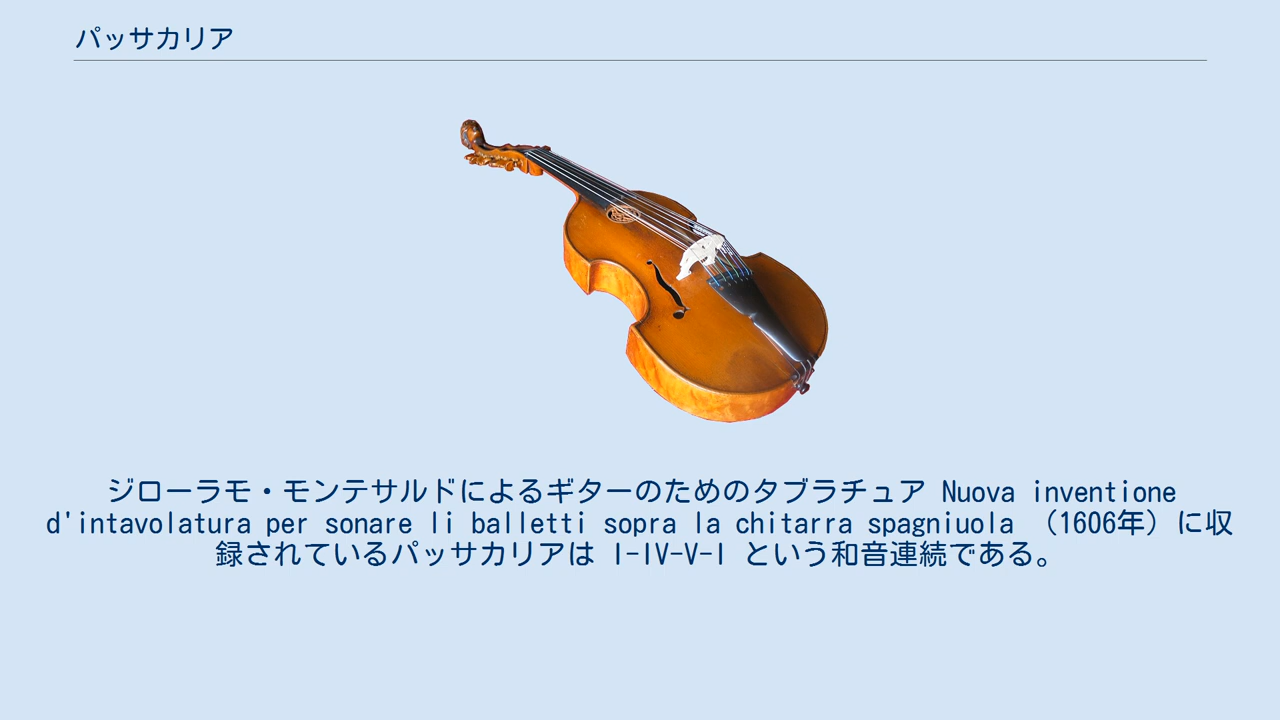 パッサカリア
ジローラモ・モンテサルドによるギターのためのタブラチュア Nuova inventione
d'intavolatura per sonare li balletti sopra la chitarra spagniuola （1606年）に収
録されているパッサカリアは I-IV-V-I という和音連続である。